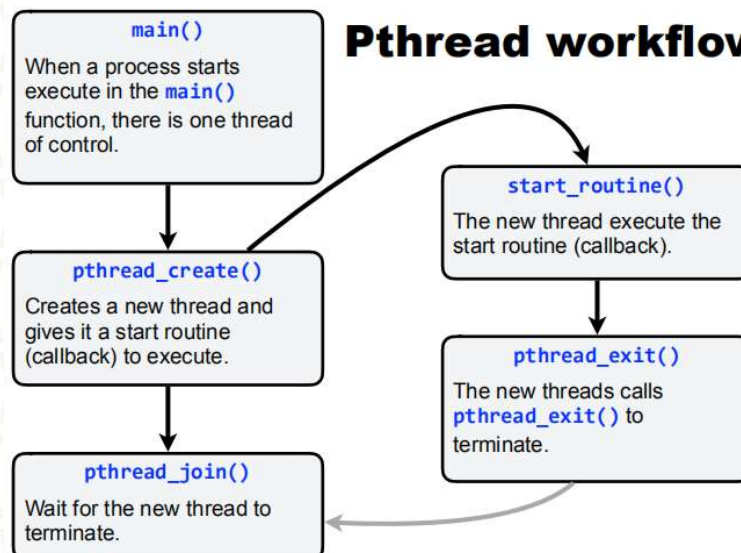 Pthread workflow
main()
When a process starts
execute in the main()
function, there is one thread
of control.
pthread_create()
Creates a new thread and
gives it a start routine
(callback) to execute.
pthread_join()
Wait for the new thread to
terminate.
start_routine()
The new thread execute the
start routine (callback).
pthread_exit()
The new threads calls
pthread_exit() to
terminate.